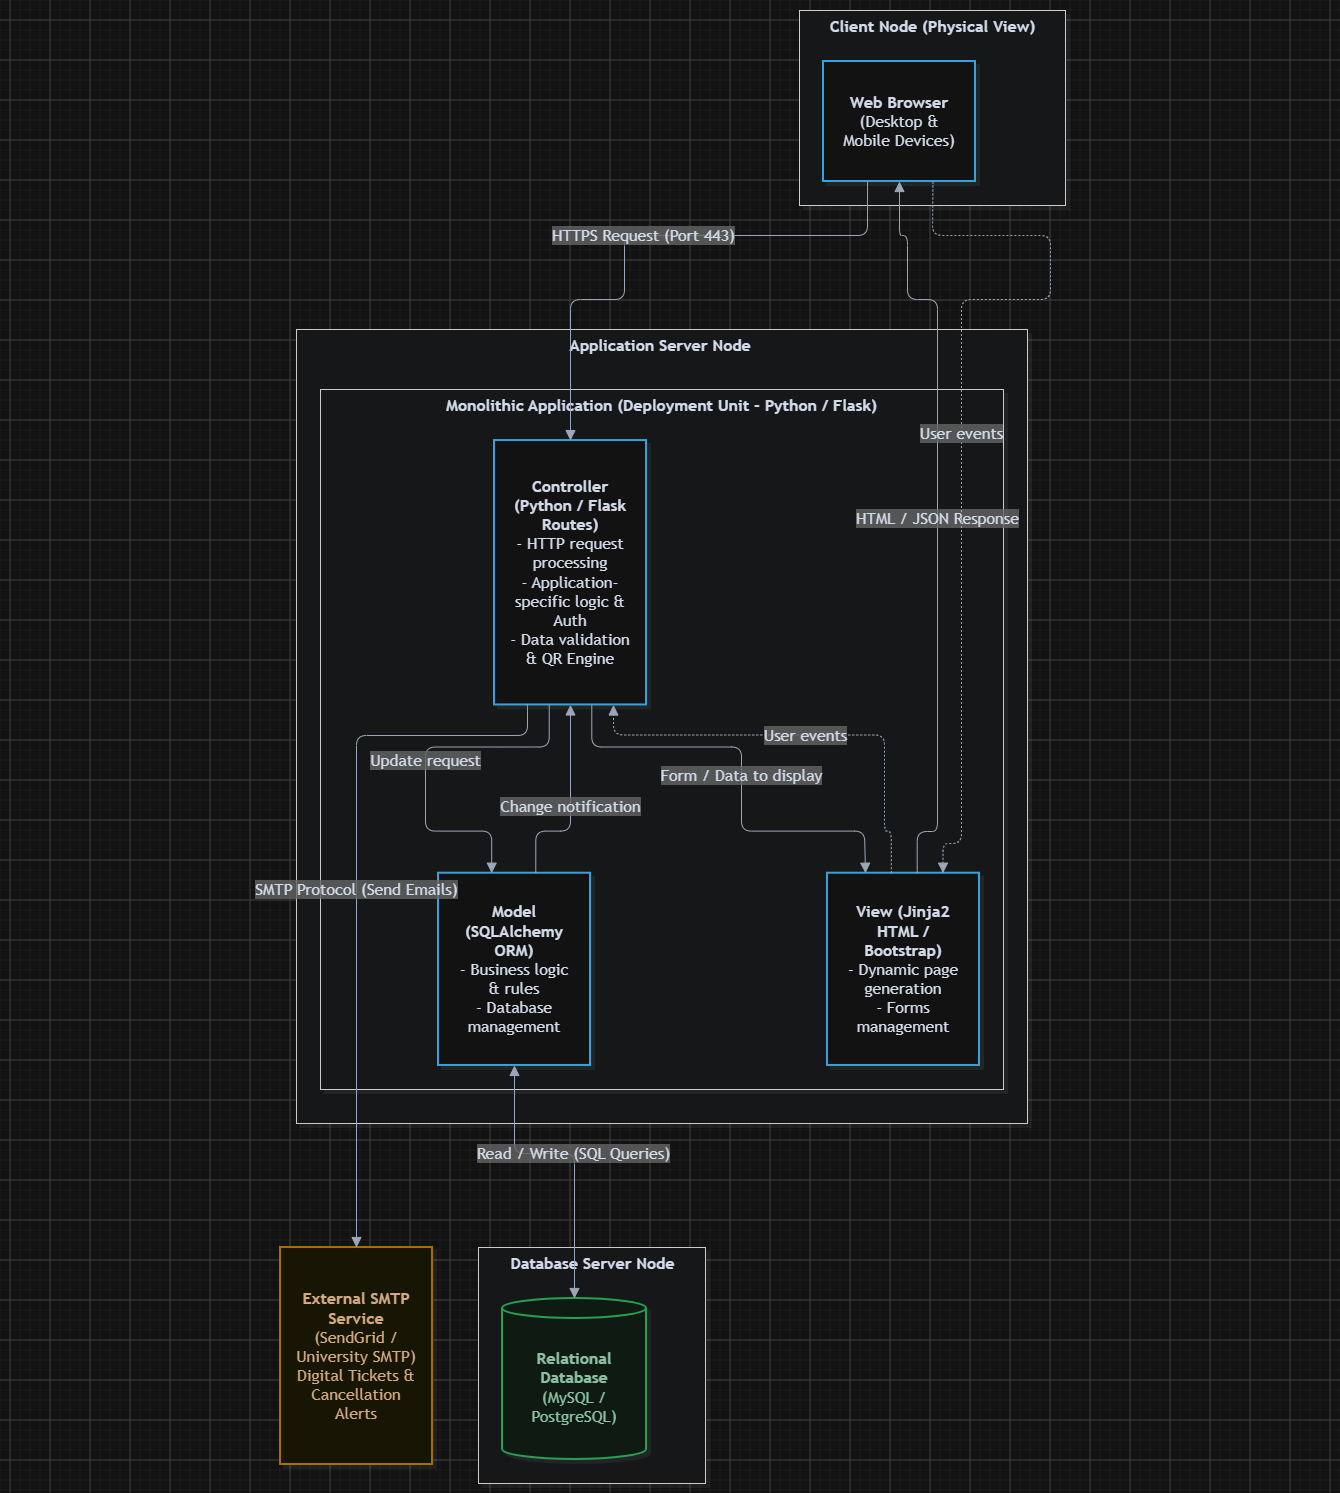 Client Node (Physical View)
Web Browser
(Desktop &
Mobile Devices)
HTTPS Request (Port 443)
Application Server Node
Monolithic Application (Deployment Unit - Python / Flask)
User events
Controller
(Python / Flask
Routes)
- HTTP request
processing
- Application-
specific logic &
Auth
- Data validation
& QR Engine
HTML / JSON Response
User events
Update request
Form / Data to display
Change notification
SMTP Protocol (Send Emails)
Model
(SQLAlchemy
ORM)
- Business logic
& rules
- Database
management
View (Jinja2
HTML /
Bootstrap)
- Dynamic page
generation
- Forms
management
Read / Write (SQL Queries)
External SMTP
Service
(SendGrid /
University SMTP)
Digital Tickets &
Cancellation
Alerts
Database Server Node
Relational
Database
(MySQL /
PostgreSQL)